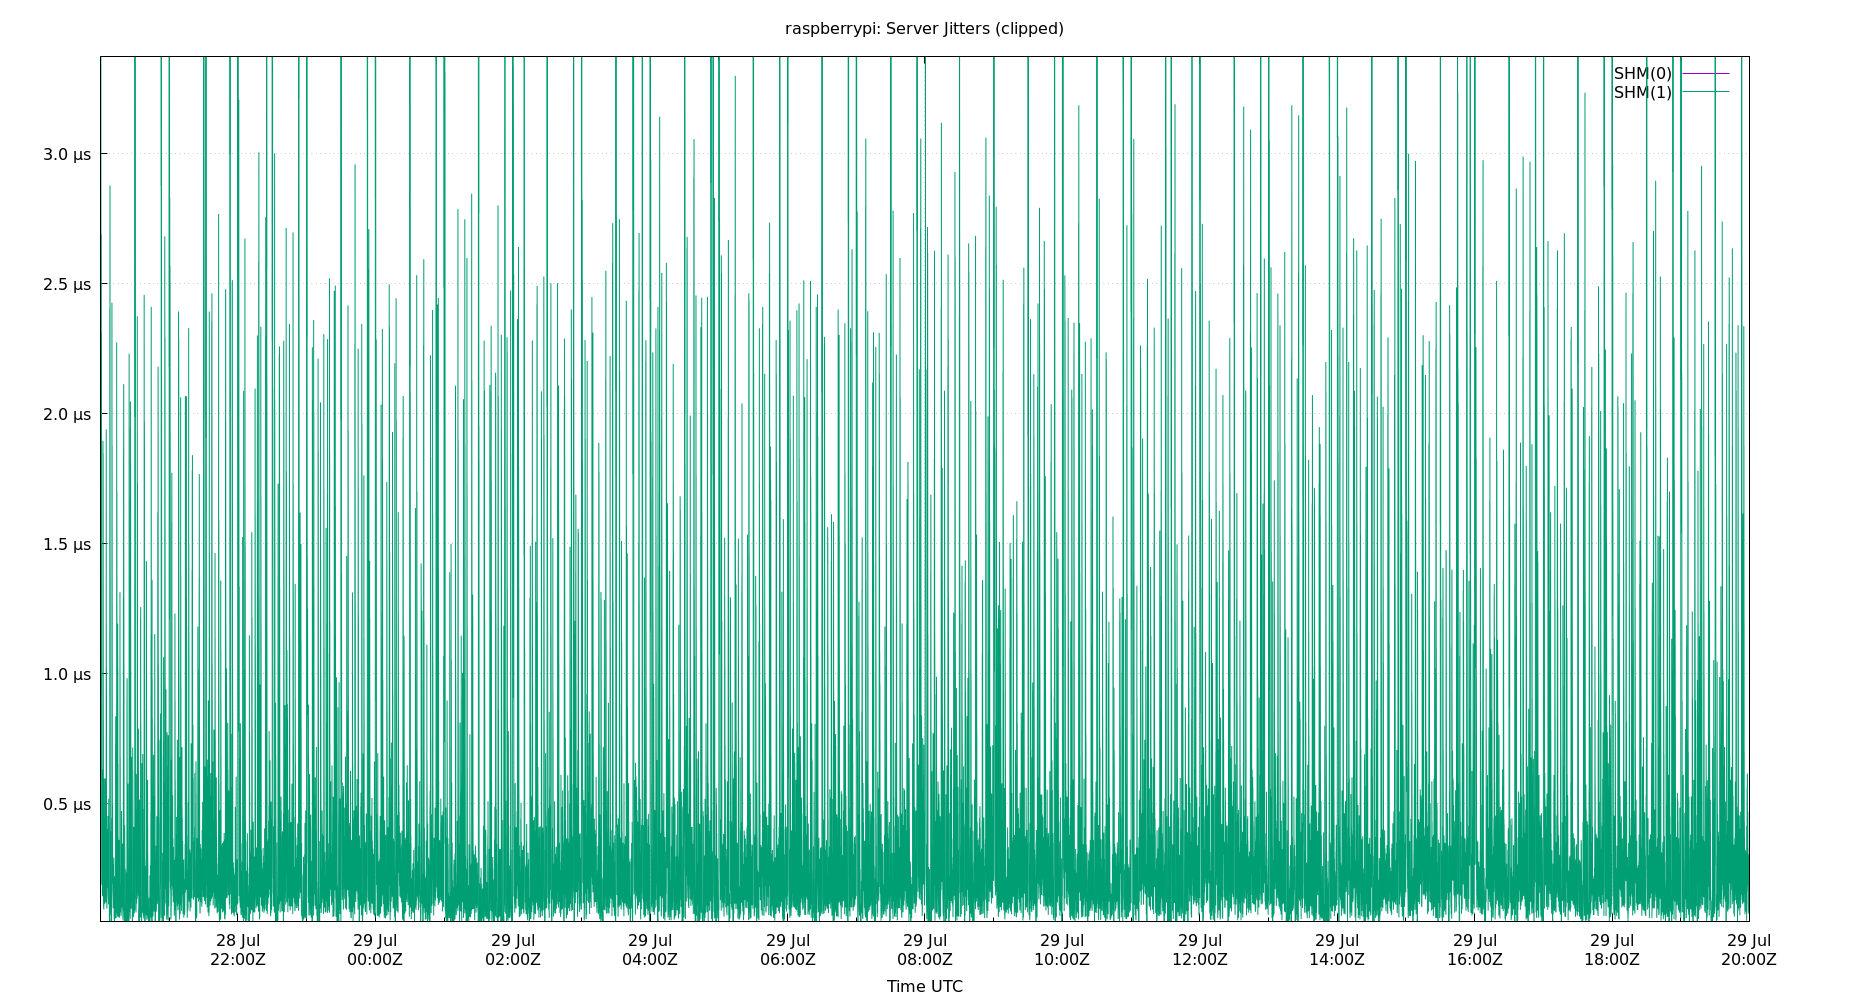 raspberrypi: Server Jitters (clipped)
SHM(0)
SHM(1)
3.0 µs
2.5 µs
2.0 µs
1.5 µs
1.0 µs
0.5 µs
28 Jul 29 Jul 29 Jul 29 Jul 29 Jul 29 Jul 29 Jul 29 Jul 29 Jul 29 Jul 29 Jul 29 Jul
22:00Z 00:00Z 02:00Z 04:00Z 06:00Z 08:00Z 10:00Z 12:00Z 14:00Z 16:00Z 18:00Z 20:00Z
Time UTC